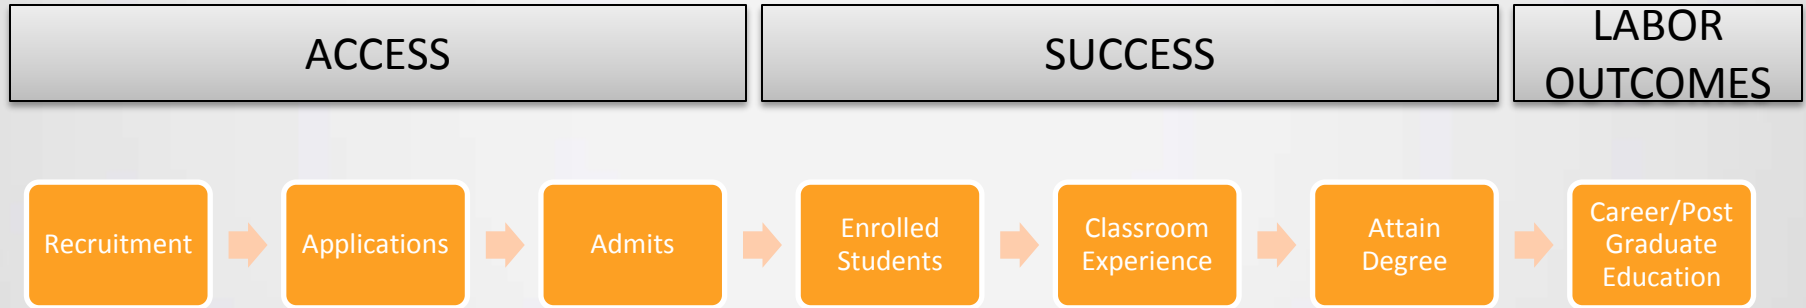 ACCESS
SUCCESS
LABOR
OUTCOMES
Recruitment
Applications
Admits
Enrolled
Students
Classroom
Experience
Attain
Degree
Career/Post
Graduate
Education